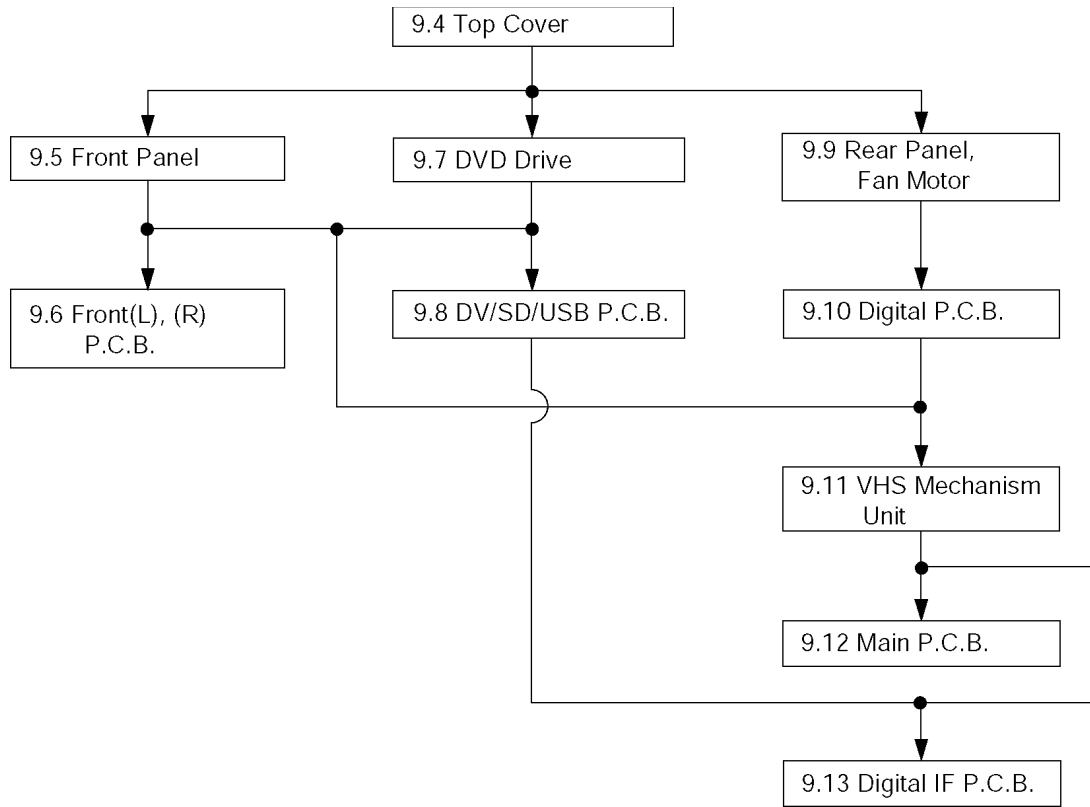 9.4 Top Cover
9.5 Front Panel
9.7 DVD Drive
9.9 Rear Panel,
Fan Motor
9.6 Front(L), (R)
P.C.B.
9.8 DV/SD/USB P.C.B.
9.10 Digital P.C.B.
9.11 VHS Mechanism
Unit
9.12 Main P.C.B.
9.13 Digital IF P.C.B.